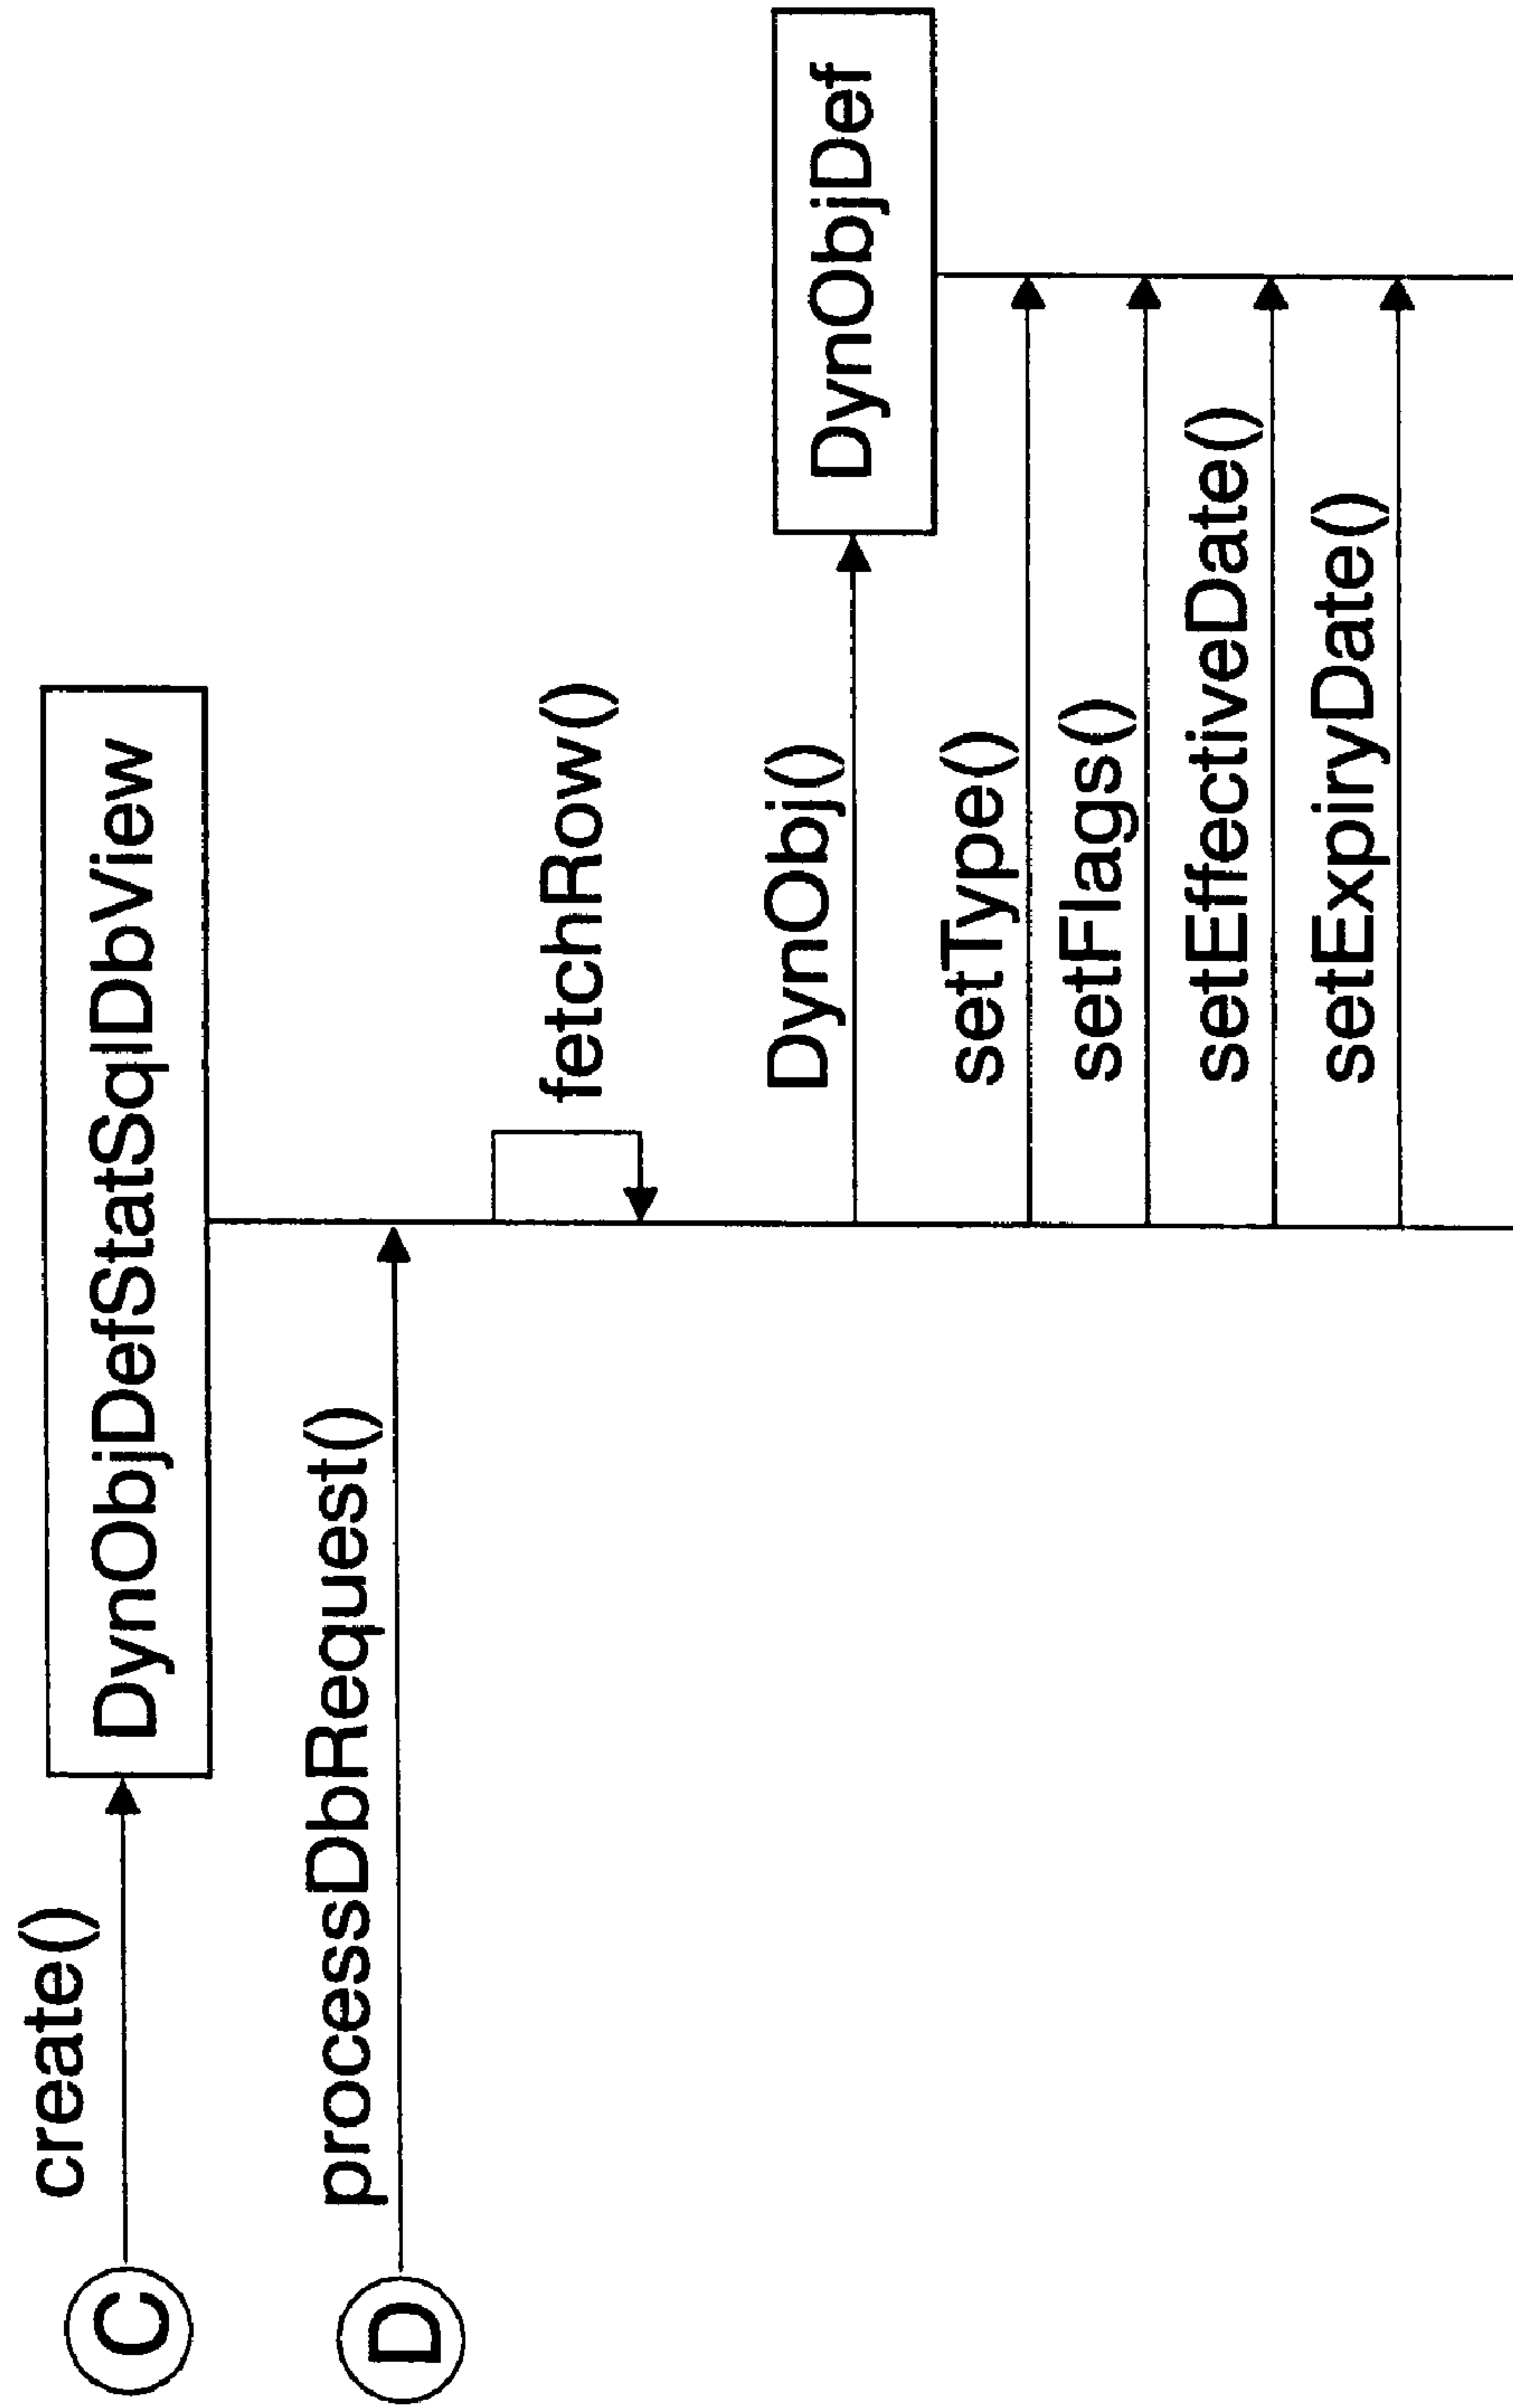 C
create()
DynObjDefStatSqlDbView
D
processDbRequest()
fetchRow()
DynObj()
DynObjDef
setType()
setFlags()
setEffectiveDate()
setExpiryDate()